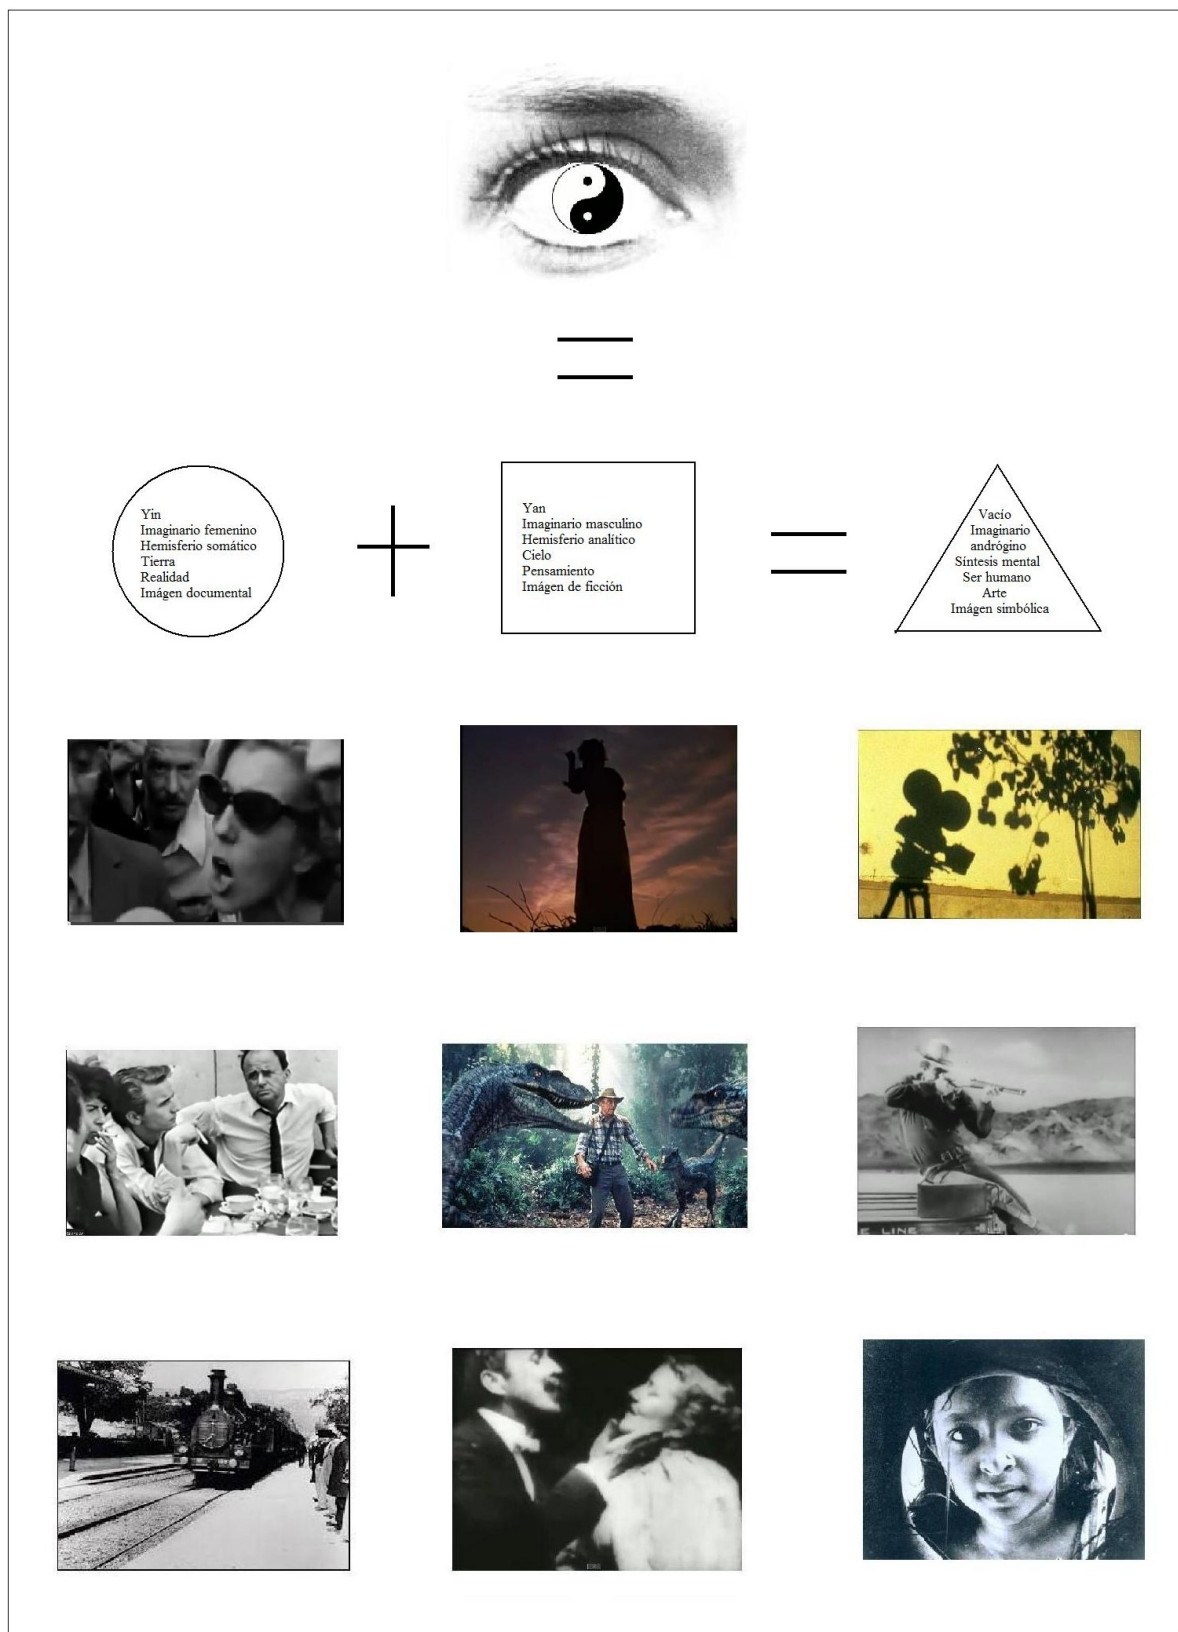 Yin
Imaginario femenino
Hemisferio somático
Tierra
Realidad
Imágen documental
Yan
Imaginario masculino
Hemisferio analítico
Cielo
Pensamiento
Imágen de ficción
Vacío
Imaginario
andrógino
Síntesis mental
Ser humano
Arte
Imágen simbólica
E LINE